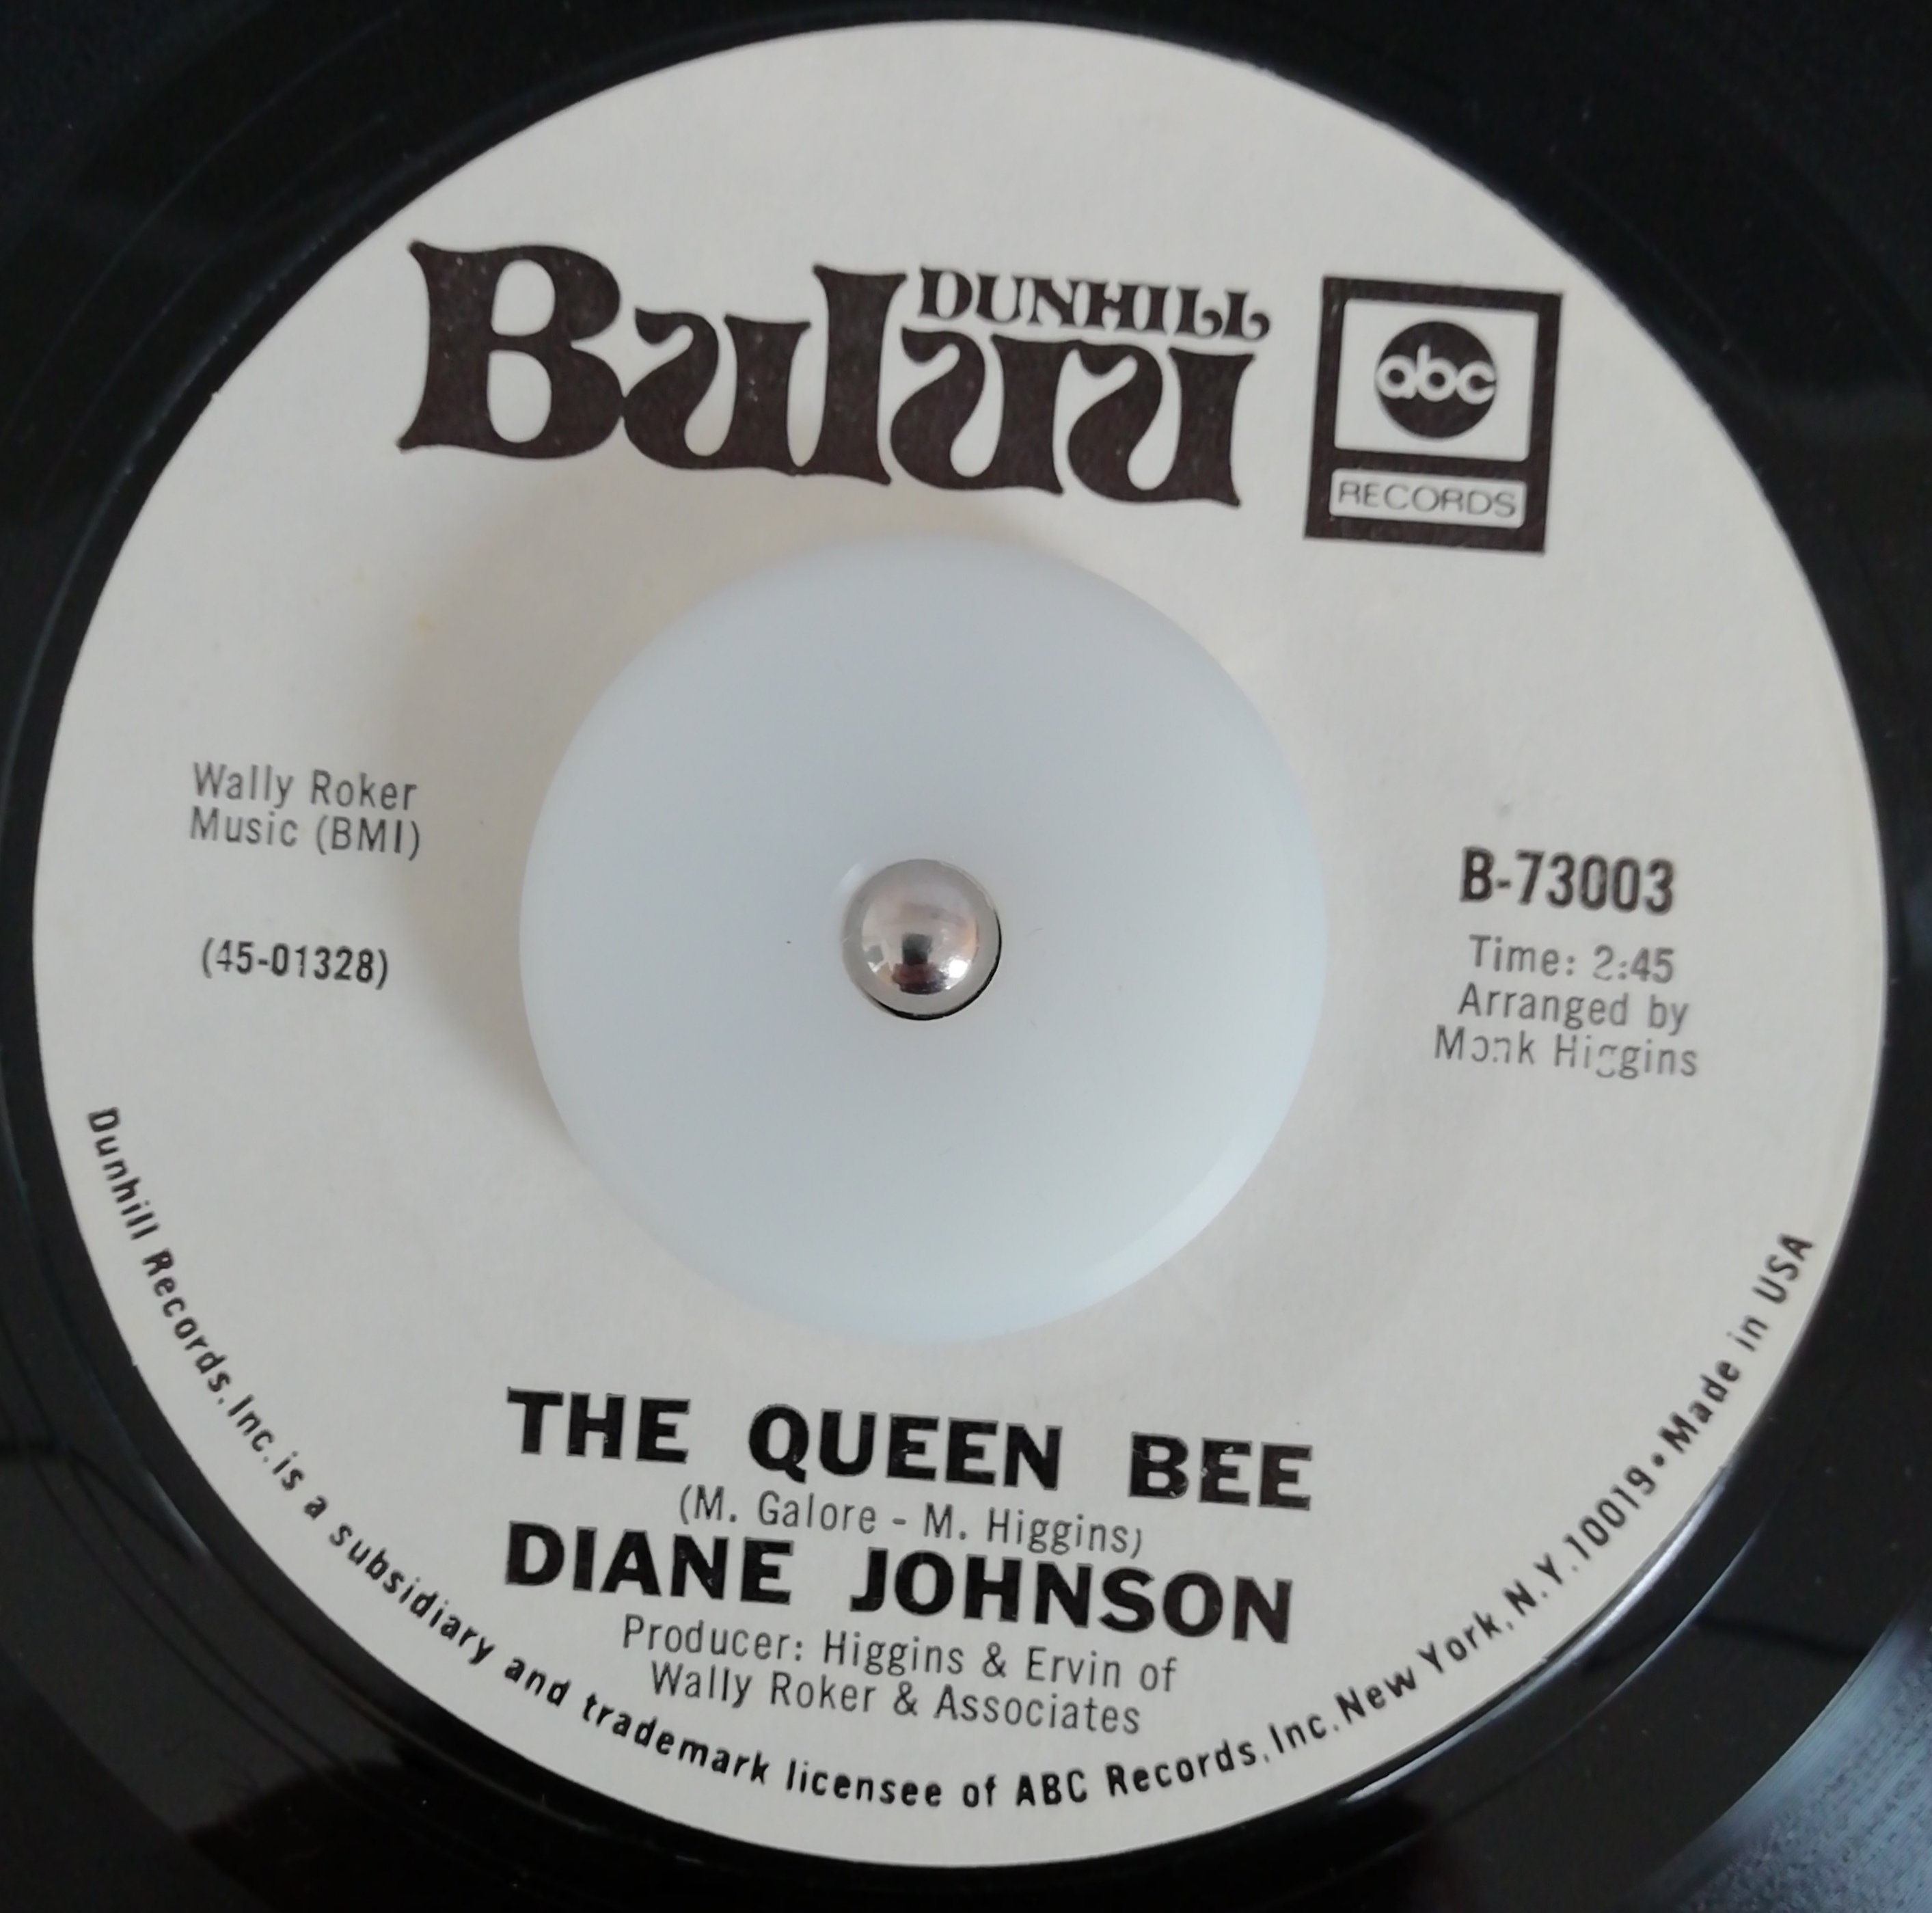 Buluu
DUNHILL
abc
RECORDS
Wally Roker
Music (BMI)
(45-01328)
B-73003
Time: 2:45
Arranged by
Monk Higgins
THE QUEEN BEE
(M. Galore - M. Higgins)
DIANE JOHNSON
Producer: Higgins & Ervin of
Wally Roker & Associates
Dunhill Records, Inc. is a subsidiary and trademark licensee of ABC Records, Inc. New York, N.Y. 10019 • Made in USA